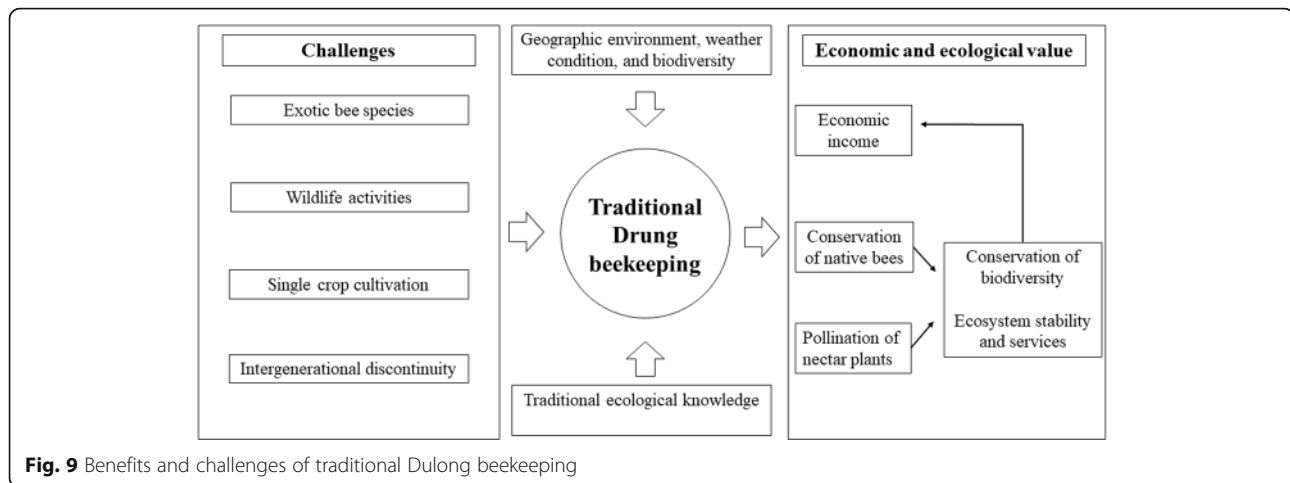 Challenges
Exotic bee species
Wildlife activities
Single crop cultivation
Intergenerational discontinuity
Geographic environment, weather
condition, and biodiversity
Traditional
Drung
beekeeping
Traditional ecological knowledge
Economic and ecological value
Economic
income
Conservation
of native bees
Pollination of
nectar plants
Conservation of
biodiversity
Ecosystem stability
and services
Fig. 9 Benefits and challenges of traditional Dulong beekeeping